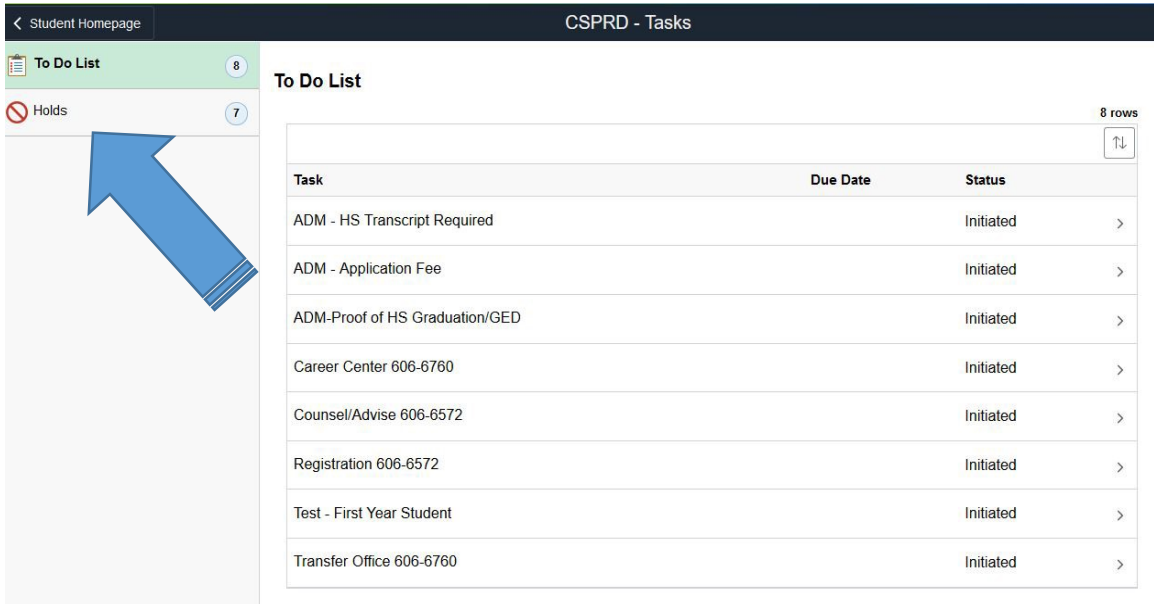 Student Homepage
CSPRD - Tasks
To Do List 8
Holds 7
To Do List
8 rows
Task Due Date Status
ADM - HS Transcript Required Initiated
ADM - Application Fee Initiated
ADM-Proof of HS Graduation/GED Initiated
Career Center 606-6760 Initiated
Counsel/Advise 606-6572 Initiated
Registration 606-6572 Initiated
Test - First Year Student Initiated
Transfer Office 606-6760 Initiated